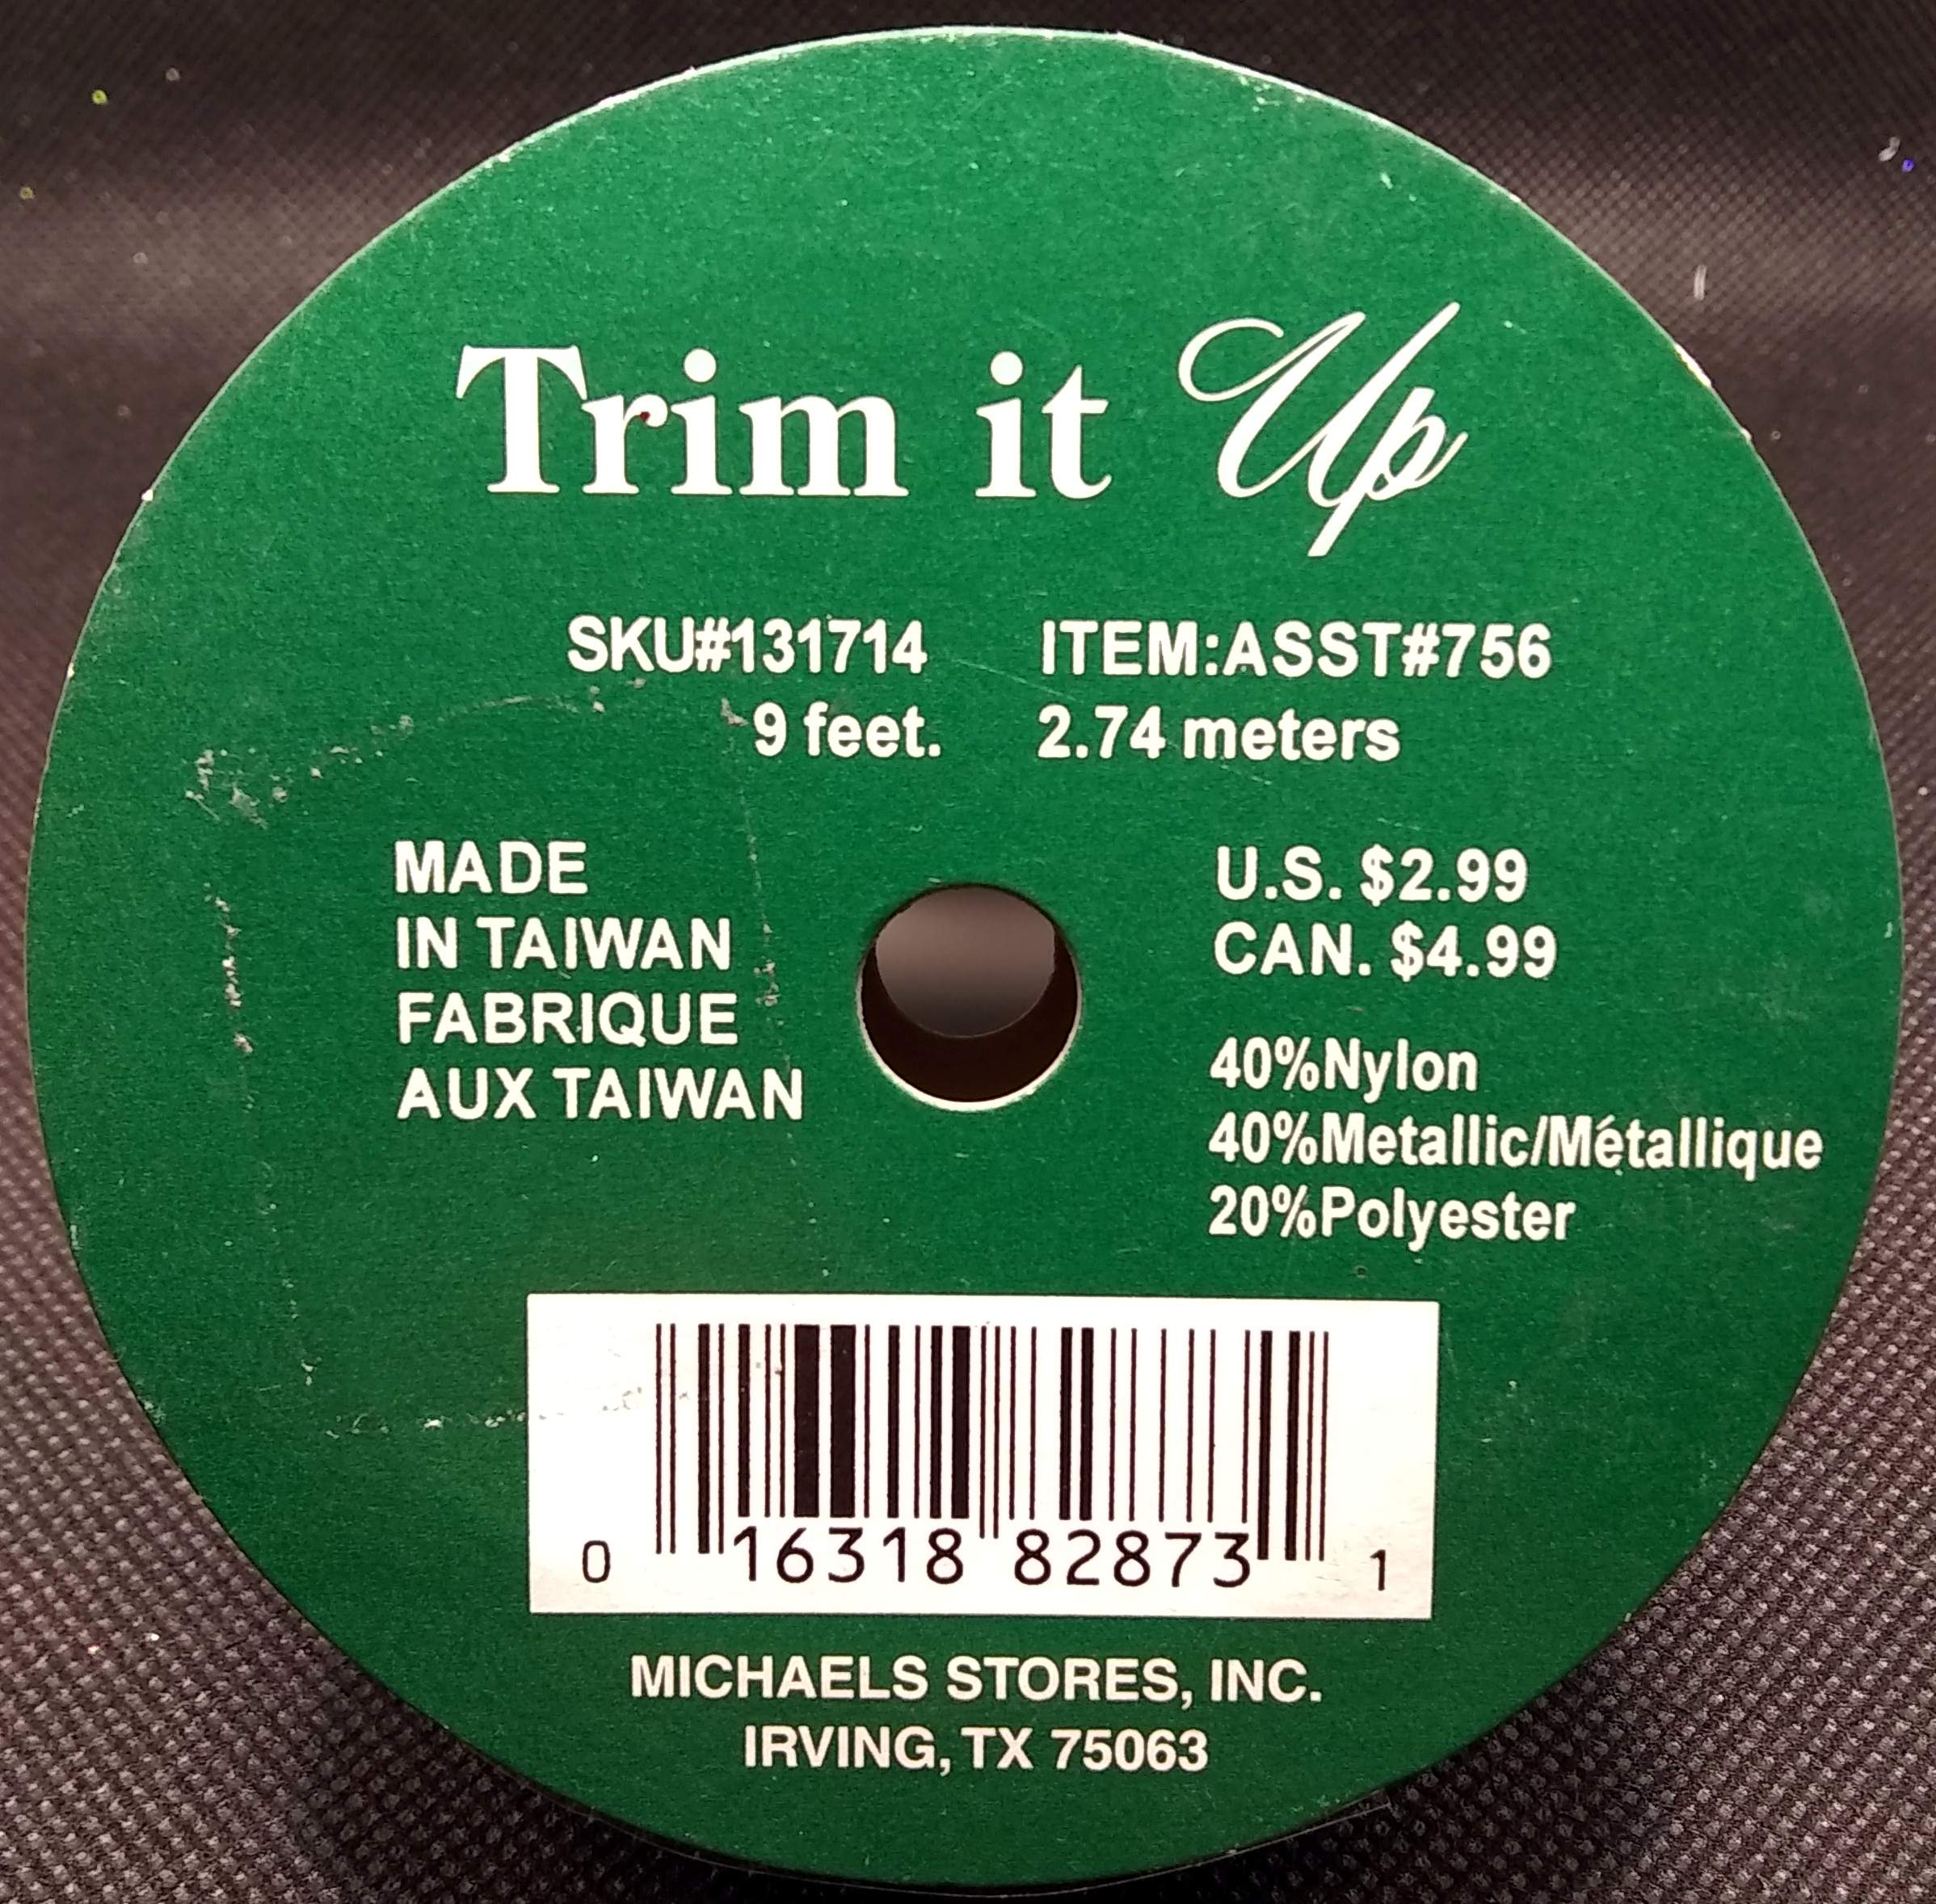 Trim it Up
SKU#131714 ITEM:ASST#756
9 feet. 2.74 meters
MADE
IN TAIWAN
FABRIQUE
AUX TAIWAN
U.S. $2.99
CAN. $4.99
40%Nylon
40%Metallic/Métallique
20%Polyester
0 16318 82873 1
MICHAELS STORES, INC.
IRVING, TX 75063